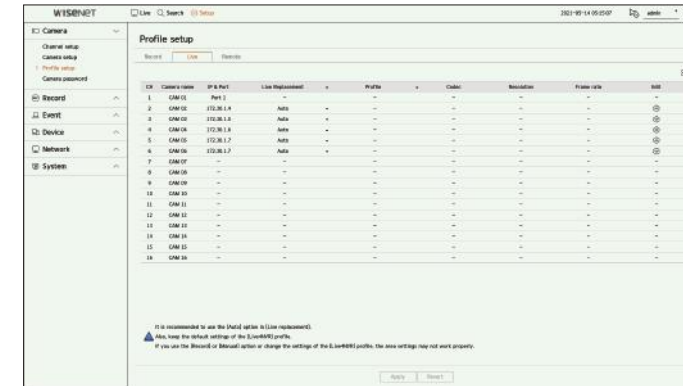 WISENET
Live Search Setup
2021-05-14 05:15:07 admin
Camera
Channel setup
Camera setup
Profile setup
Camera password
Record
Event
Device
Network
System
Profile setup
Record Live Remote
CH Camera name IP & Port Live Replacement Profile Codec Resolution Frame rate Edit
1 CAM 01 Port 1 - - - - - -
2 CAM 02 172.30.1.4 Auto - - - -
3 CAM 03 Auto - - - -
4 CAM 04 172.30.1.6 Auto - - - -
5 CAM 05 172.30.1.7 Auto - - - -
6 CAM 06 172.30.1.7 Auto - - - -
7 CAM 07 - - - - - - -
8 CAM 08 - - - - - - -
9 CAM 09 - - - - - - -
10 CAM 10 - - - - - - -
11 CAM 11 - - - - - - -
12 CAM 12 - - - - - - -
13 CAM 13 - - - - - - -
14 CAM 14 - - - - - - -
15 CAM 15 - - - - - - -
16 CAM 16 - - - - - - -
It is recommended to use the [Auto] option in [Live replacement].
Also, keep the default settings of the [Live4NVR] profile.
If you use the [Record] or [Manual] option or change the settings of the [Live4NVR] profile, the area settings may not work properly.
Apply Revert